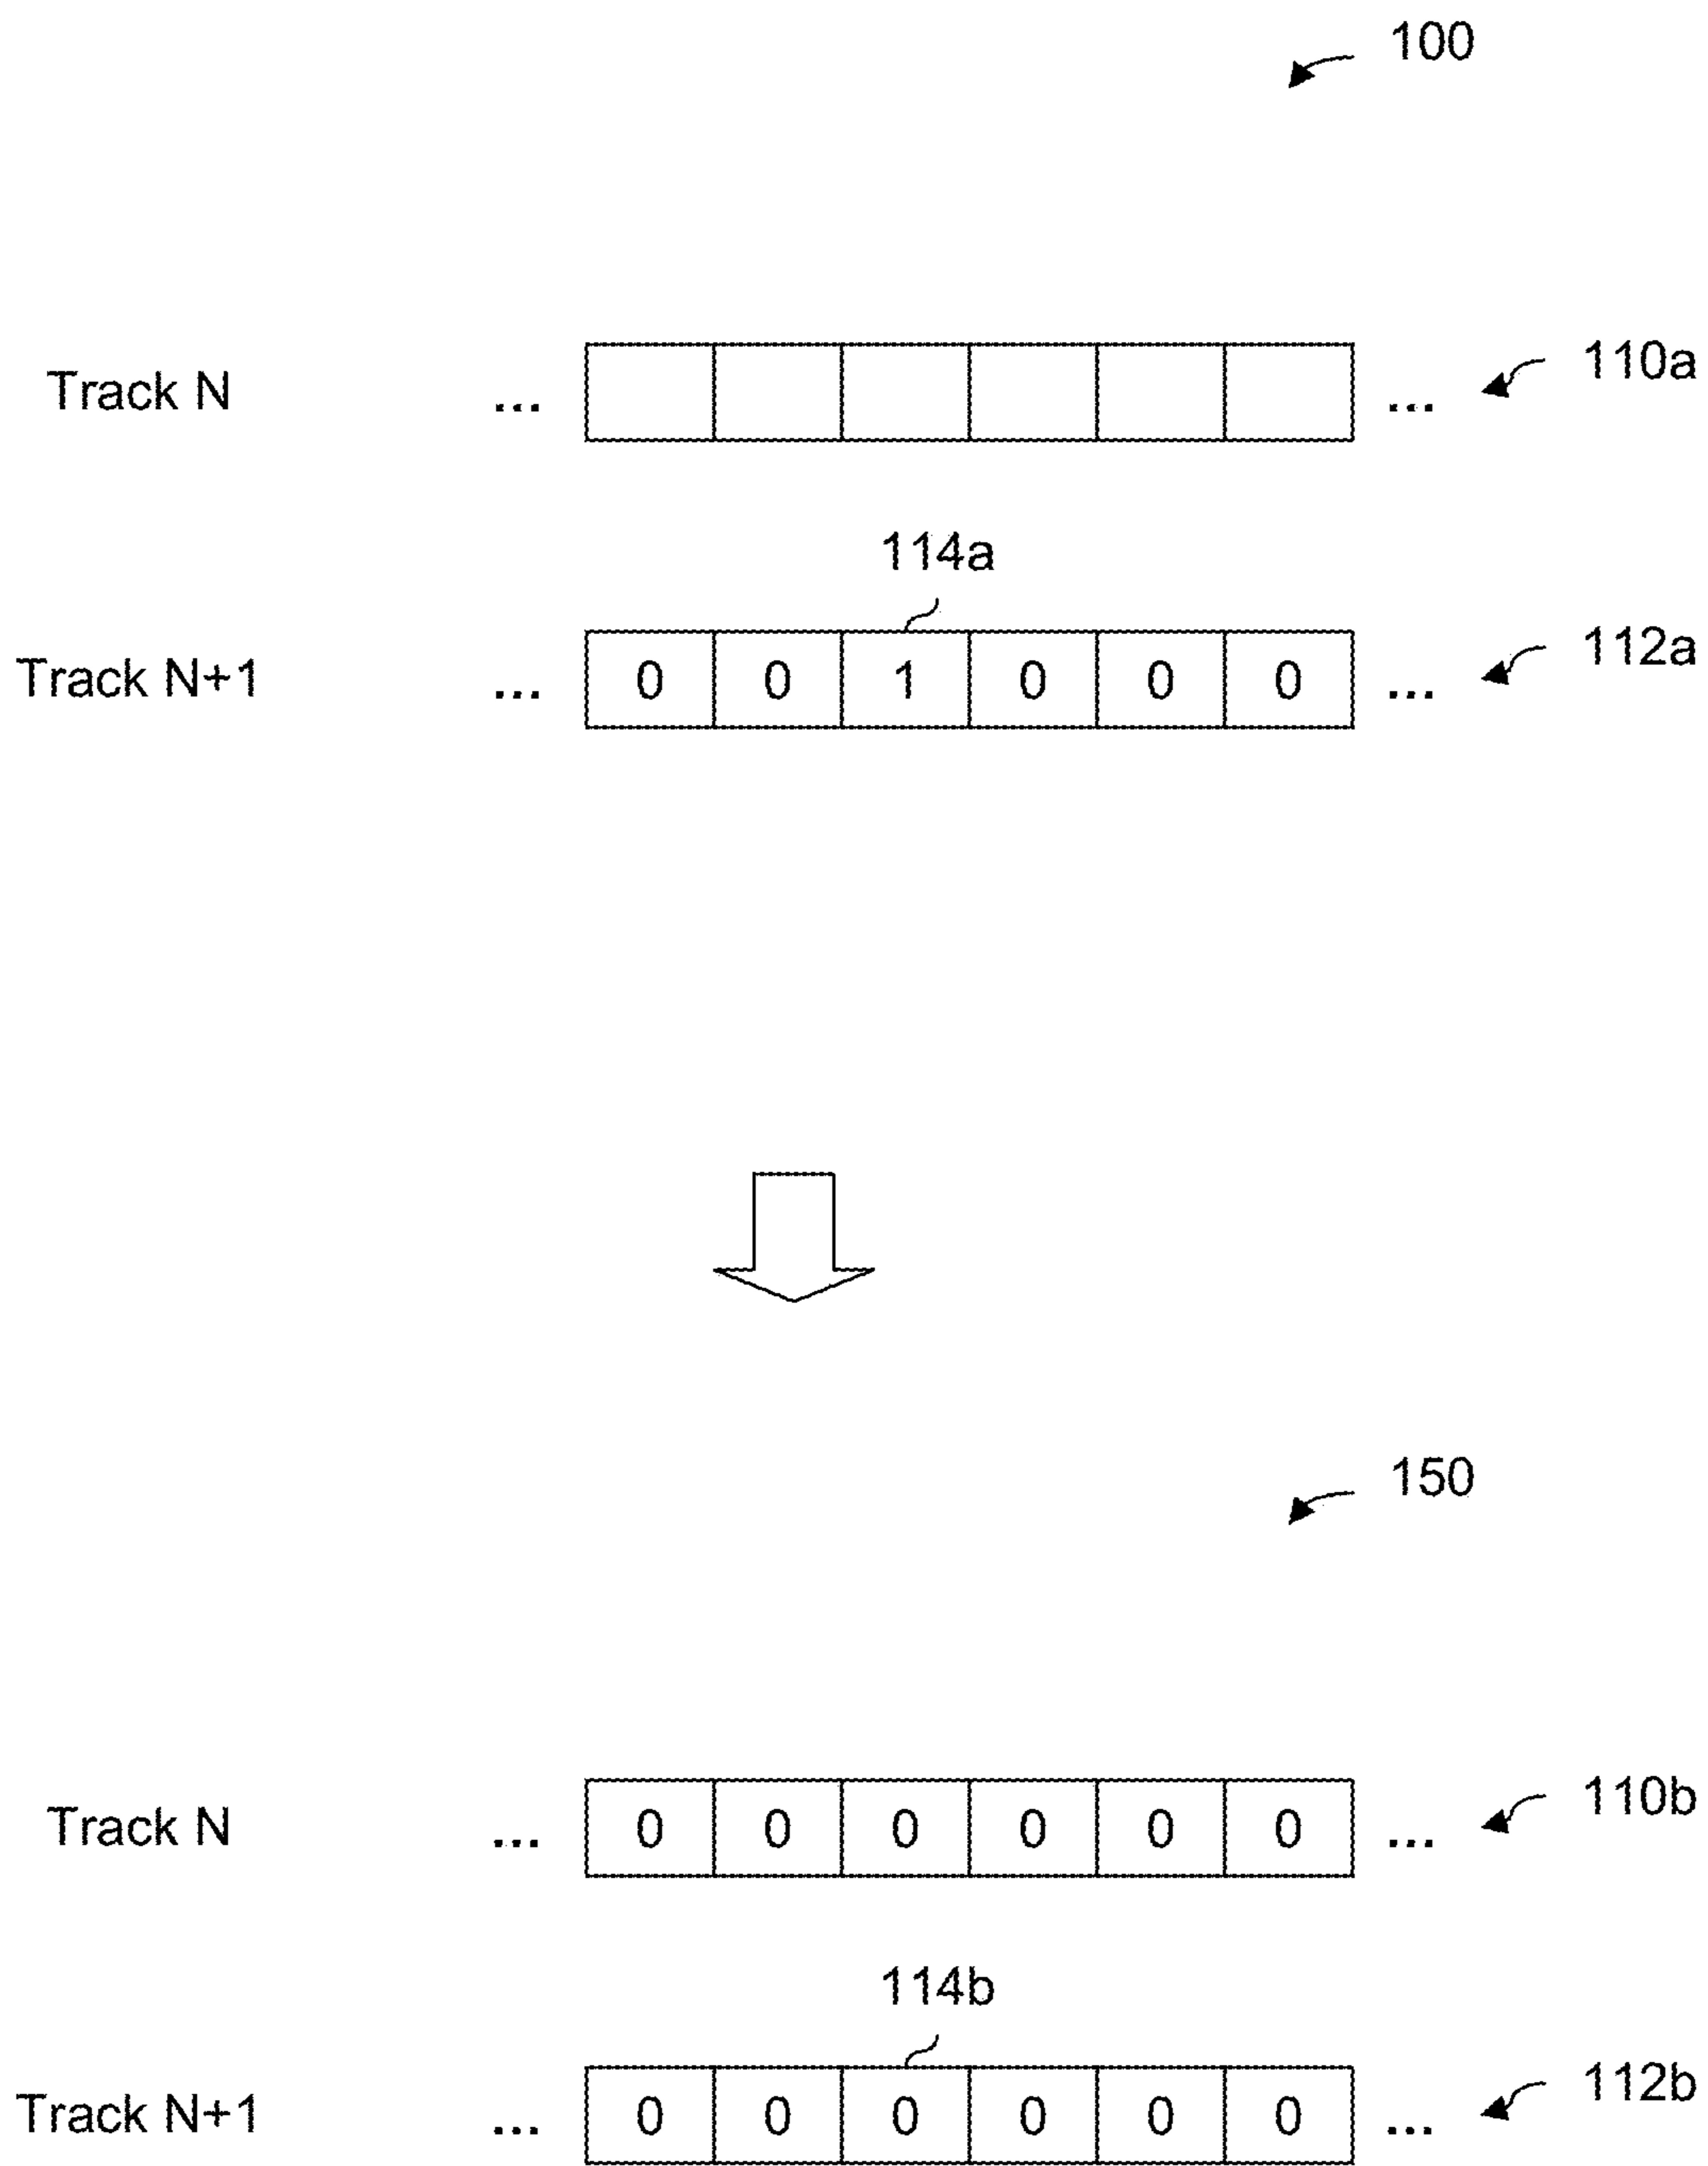 100
Track N ... ... 110a
114a
Track N+1 ... 0 0 1 0 0 0 ... 112a
150
Track N ... 0 0 0 0 0 0 ... 110b
114b
Track N+1 ... 0 0 0 0 0 0 ... 112b